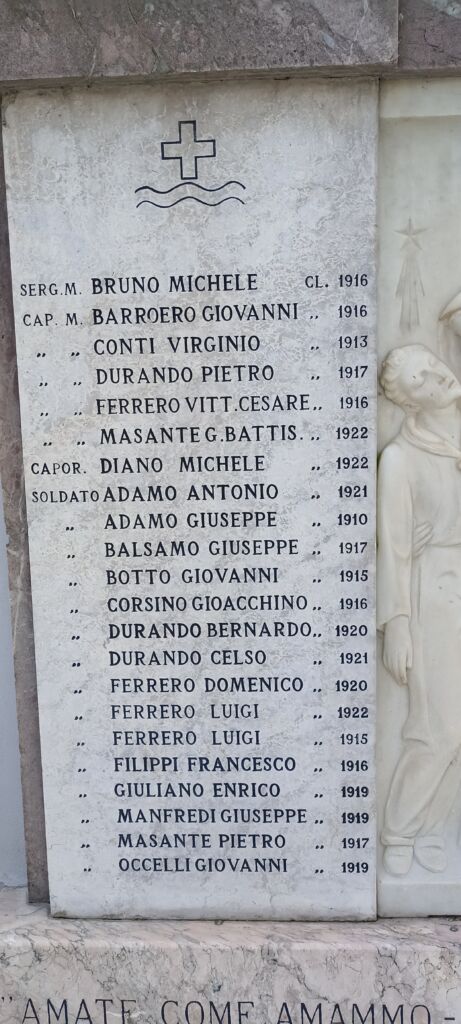 SERG.M. BRUNO MICHELE CL. 1916
CAP. M. BARROERO GIOVANNI ,, 1916
,, ,, CONTI VIRGINIO ,, 1913
,, ,, DURANDO PIETRO ,, 1917
,, ,, FERRERO VITT.CESARE ,, 1916
,, ,, MASANTE G.BATTIS. ,, 1922
CAPOR. DIANO MICHELE ,, 1922
SOLDATO ADAMO ANTONIO ,, 1921
,, ADAMO GIUSEPPE ,, 1910
,, BALSAMO GIUSEPPE ,, 1917
,, BOTTO GIOVANNI ,, 1915
,, CORSINO GIOACCHINO ,, 1916
,, DURANDO BERNARDO ,, 1920
,, DURANDO CELSO ,, 1921
,, FERRERO DOMENICO ,, 1920
,, FERRERO LUIGI ,, 1922
,, FERRERO LUIGI ,, 1915
,, FILIPPI FRANCESCO ,, 1916
,, GIULIANO ENRICO ,, 1919
,, MANFREDI GIUSEPPE ,, 1919
,, MASANTE PIETRO ,, 1917
,, OCCELLI GIOVANNI ,, 1919
"AMATE COME AMAMMO -